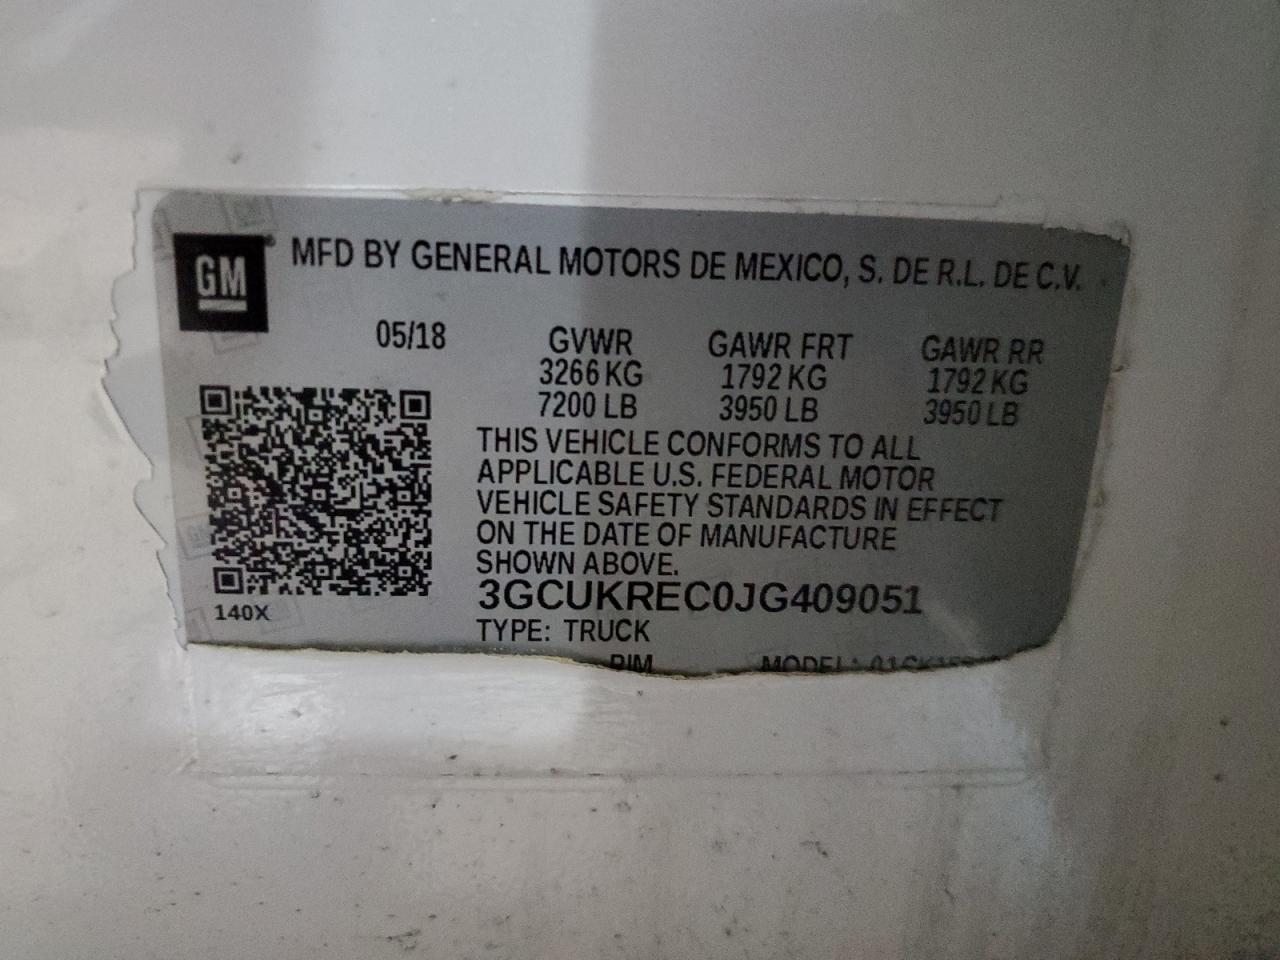 GM
MFD BY GENERAL MOTORS DE MEXICO, S. DE R.L. DE C.V.
05/18 GVWR GAWR FRT GAWR RR
3266 KG 1792 KG 1792 KG
7200 LB 3950 LB 3950 LB
THIS VEHICLE CONFORMS TO ALL
APPLICABLE U.S. FEDERAL MOTOR
VEHICLE SAFETY STANDARDS IN EFFECT
ON THE DATE OF MANUFACTURE
SHOWN ABOVE.
3GCUKREC0JG409051
140X
TYPE: TRUCK
RIM MODEL: